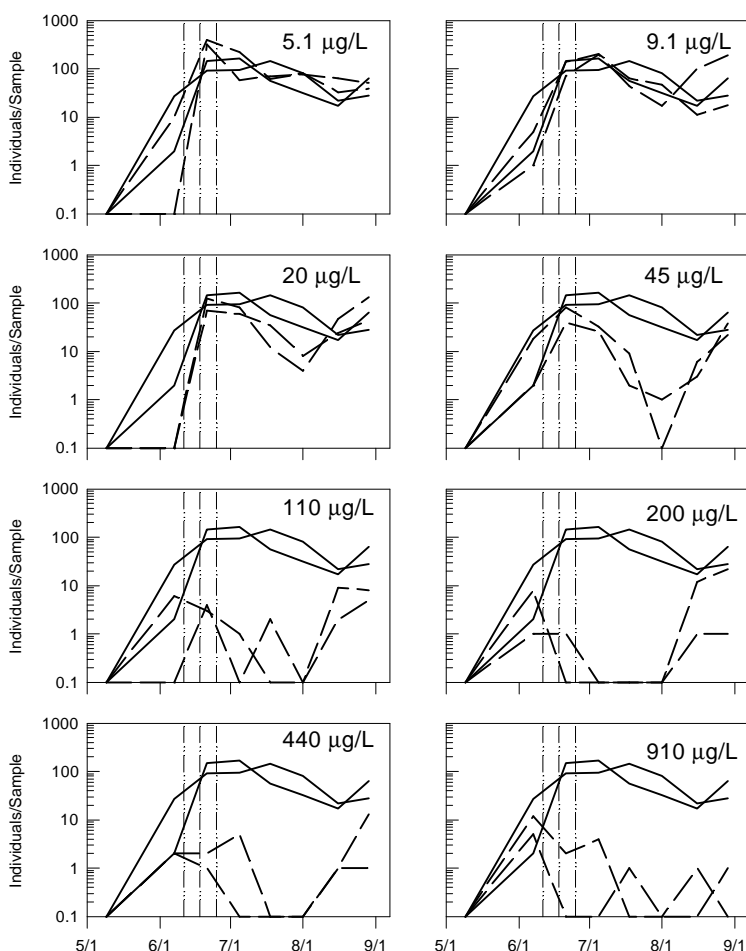 1000
100
10
1
0.1
Individuals/Sample
5.1 µg/L
9.1 µg/L
1000
100
10
1
0.1
Individuals/Sample
20 µg/L
45 µg/L
1000
100
10
1
0.1
Individuals/Sample
110 µg/L
200 µg/L
1000
100
10
1
0.1
Individuals/Sample
440 µg/L
910 µg/L
5/1 6/1 7/1 8/1 9/1
5/1 6/1 7/1 8/1 9/1